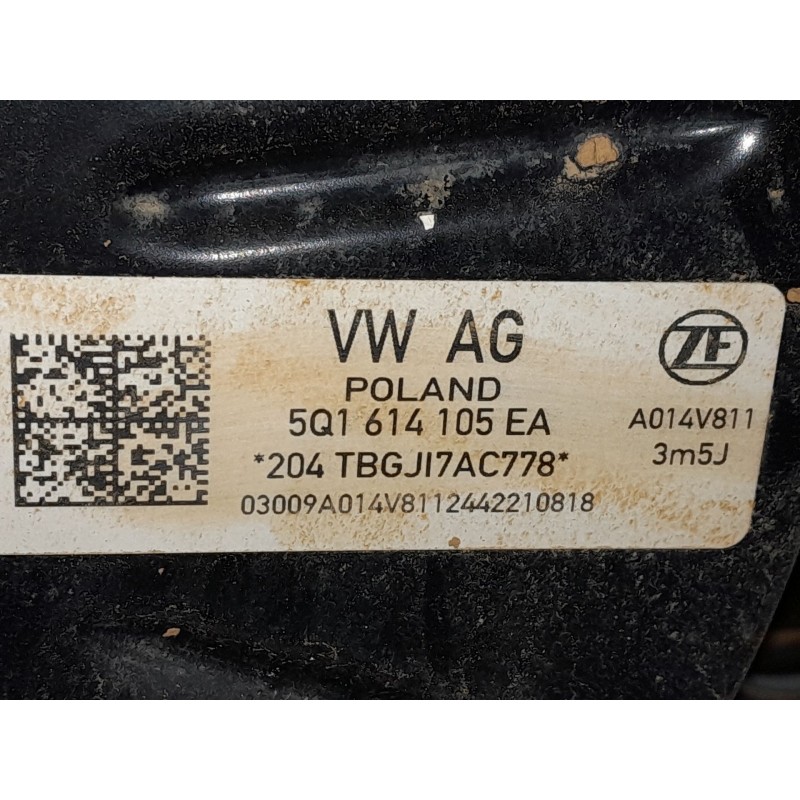 VW AG
ZF
POLAND
5Q1 614 105 EA
A014V811
*204 TBGJI7AC778*
3m5J
03009A014V8112442210818